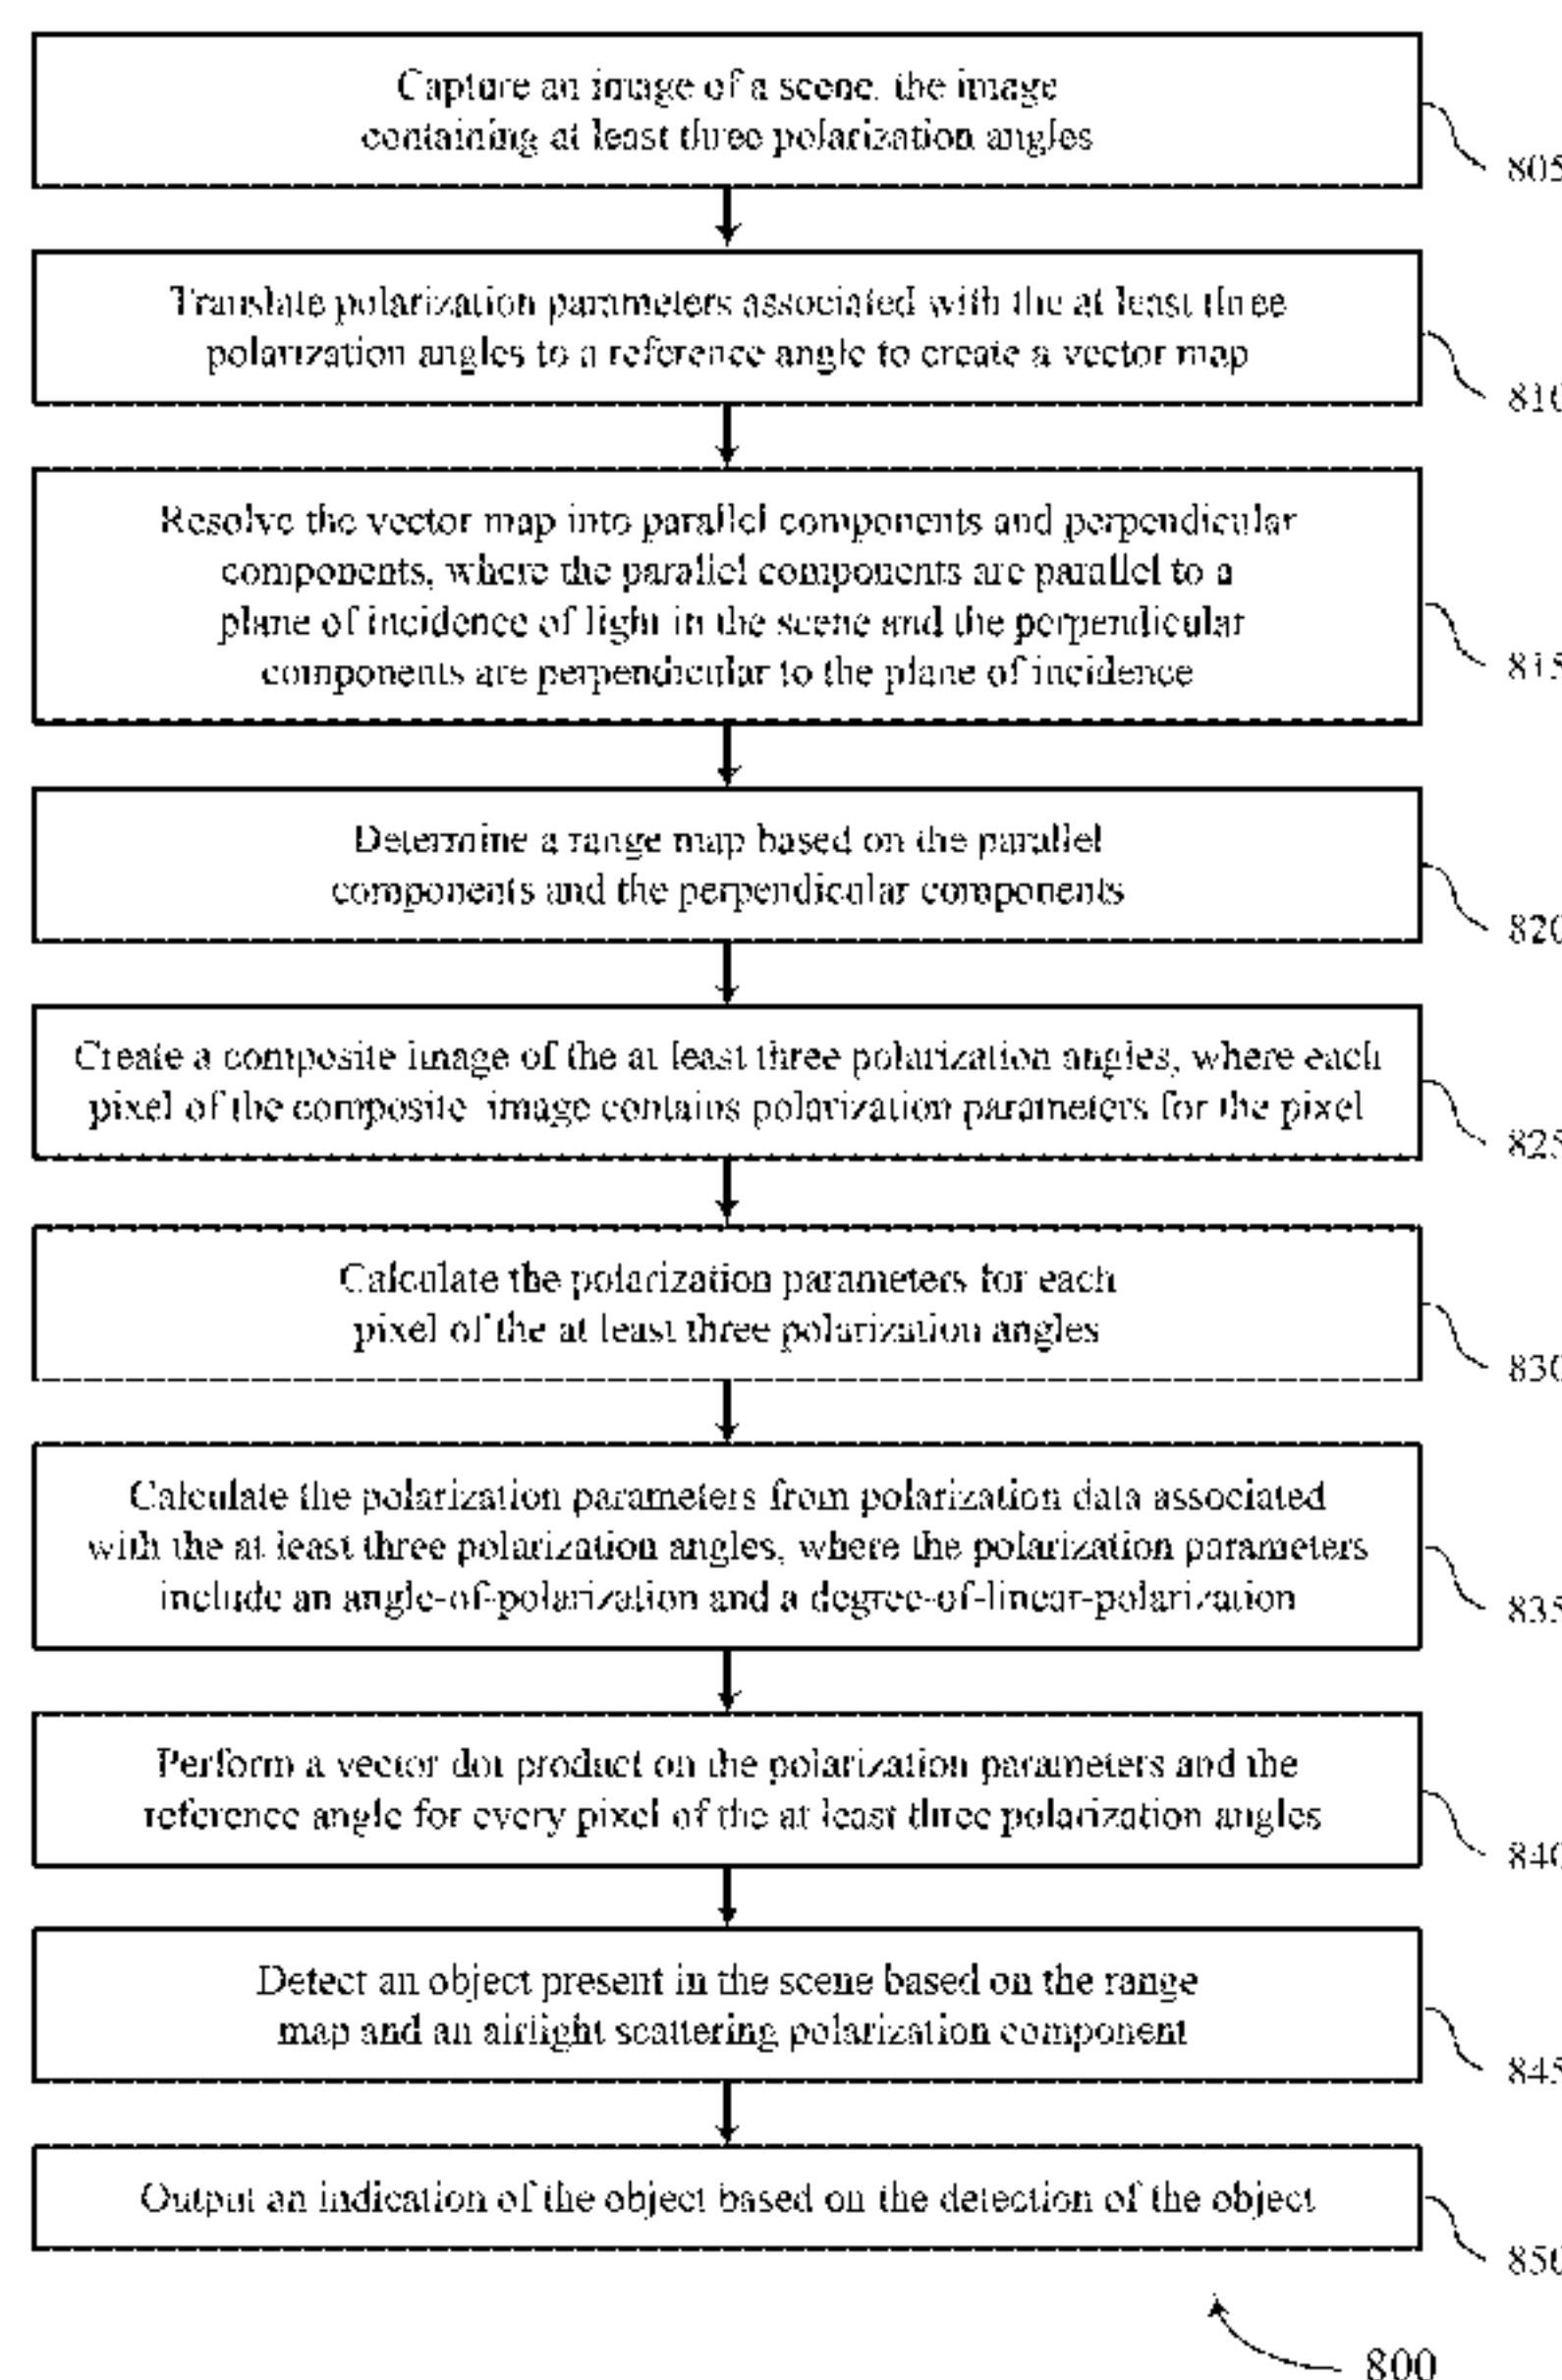 Capture an image of a scene, the image
containing at least three polarization angles
805
Translate polarization parameters associated with the at least three
polarization angles to a reference angle to create a vector map
810
Resolve the vector map into parallel components and perpendicular
components, where the parallel components are parallel to a
plane of incidence of light in the scene and the perpendicular
components are perpendicular to the plane of incidence
815
Determine a range map based on the parallel
components and the perpendicular components
820
Create a composite image of the at least three polarization angles, where each
pixel of the composite image contains polarization parameters for the pixel
825
Calculate the polarization parameters for each
pixel of the at least three polarization angles
830
Calculate the polarization parameters from polarization data associated
with the at least three polarization angles, where the polarization parameters
include an angle-of-polarization and a degree-of-linear-polarization
835
Perform a vector dot product on the polarization parameters and the
reference angle for every pixel of the at least three polarization angles
840
Detect an object present in the scene based on the range
map and an airlight scattering polarization component
845
Output an indication of the object based on the detection of the object
850
800